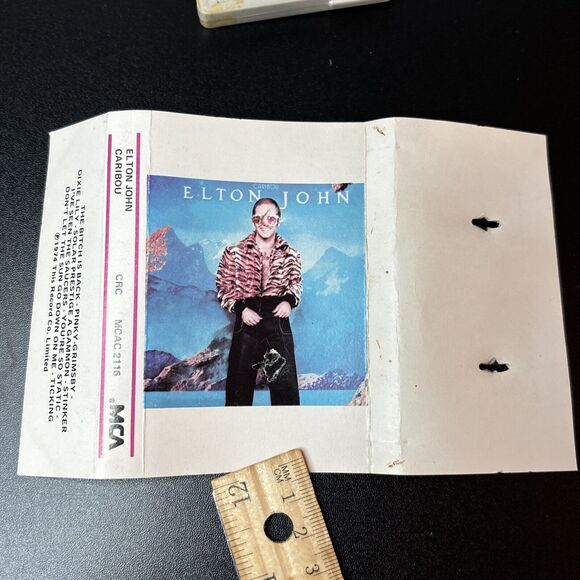 THE BITCH IS BACK - PINKY-GRIMSBY -
DIXIE LILY, SOLAR PRESTIGE A GAMMON - STINKER
I'VE SEEN THE SAUCERS - YOU'RE SO STATIC -
DON'T LET THE SUN GO DOWN ON ME - TICKING
℗1974 This Record Co. Limited
ELTON JOHN
CARIBOU
CRC MCAC 2116
MCA
CARIBOU
ELTON JOHN
MM
CM
1
2
3
12